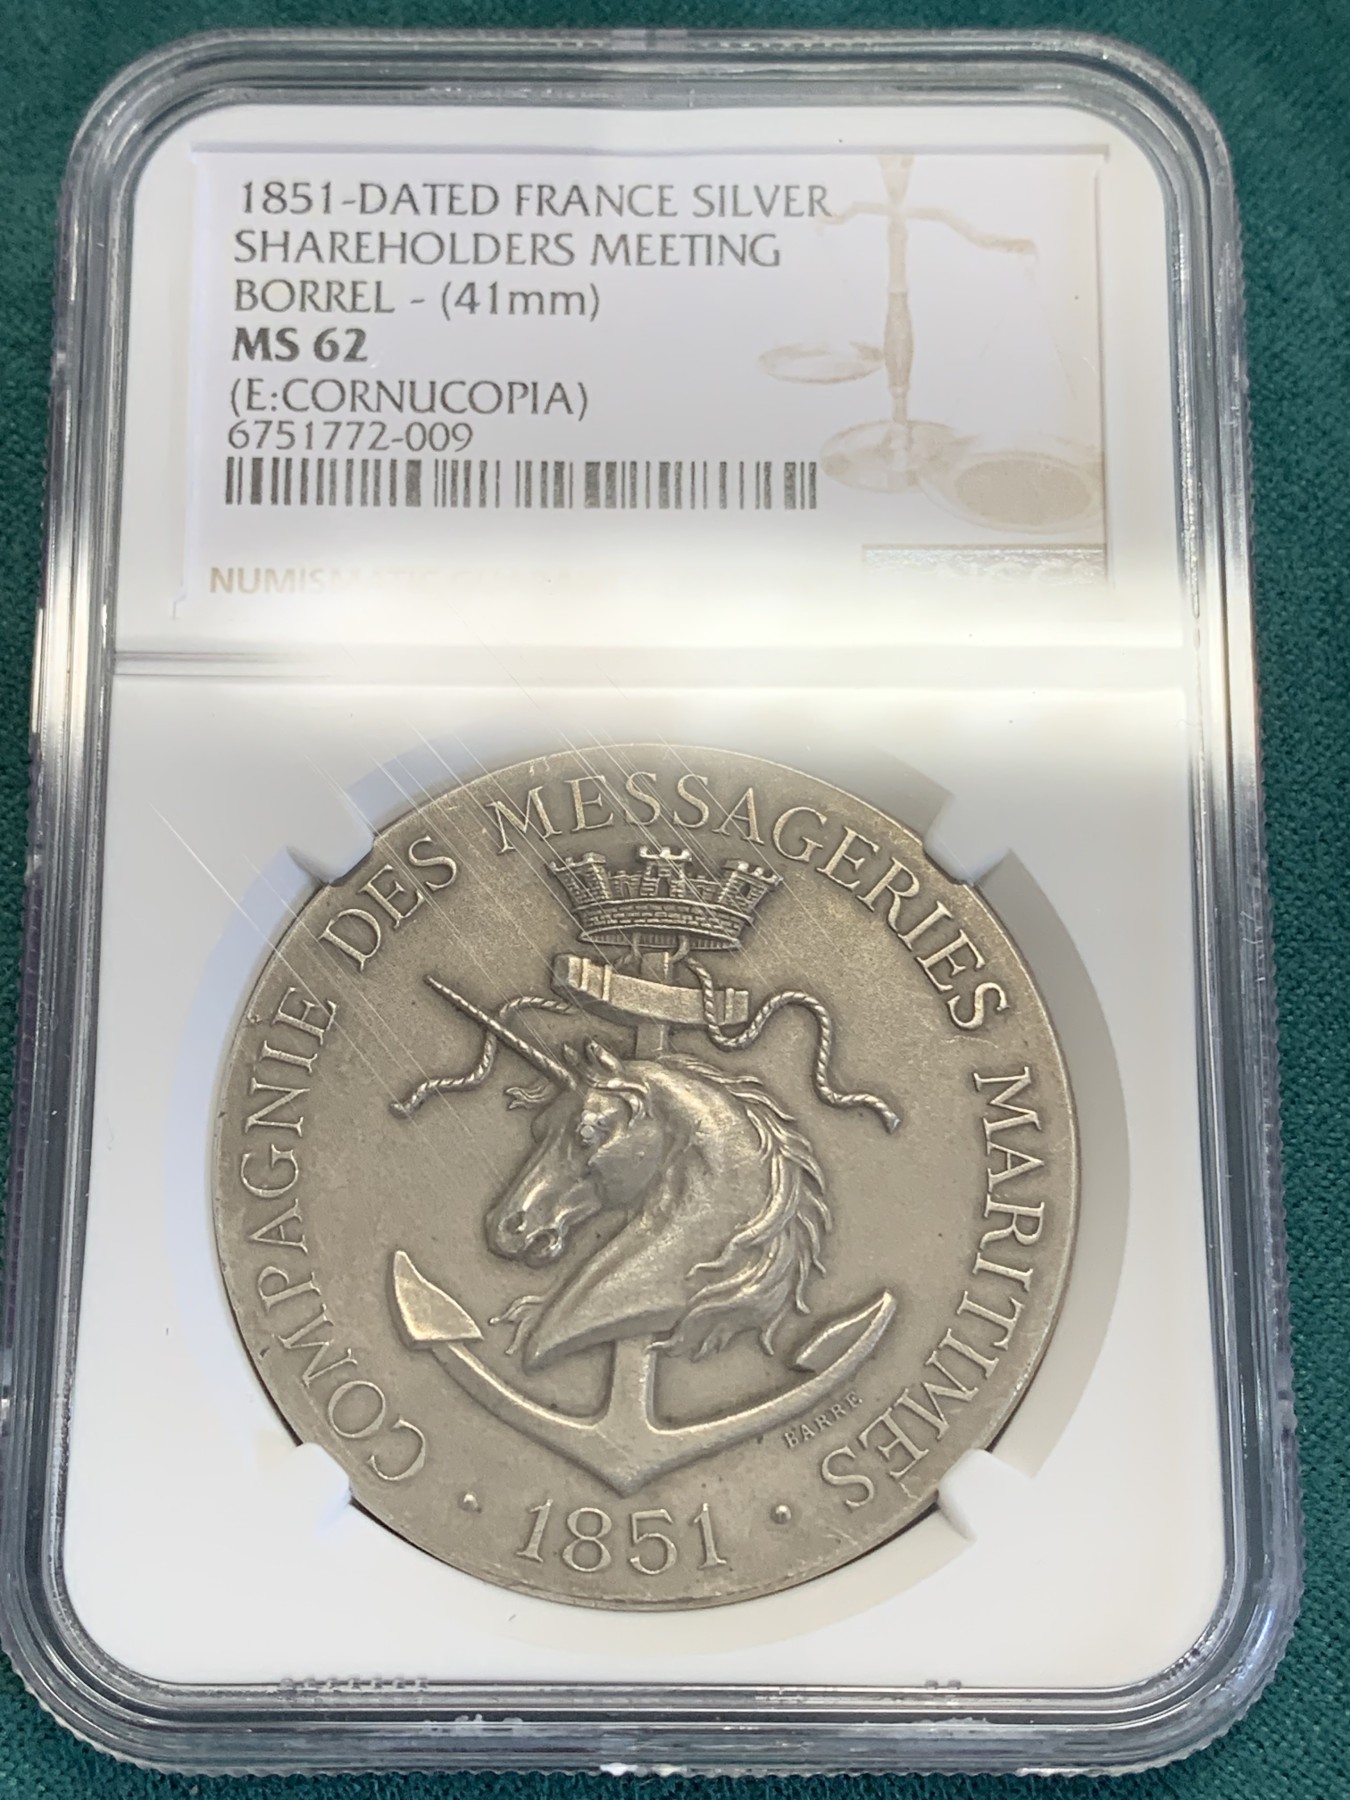 1851-DATED FRANCE SILVER
SHAREHOLDERS MEETING
BORREL - (41mm)
MS 62
(E:CORNUCOPIA)
6751772-009
NUMISMATIC
COMPAGNIE DES MESSAGERIES MARITIMES
BARRE
· 1851 ·